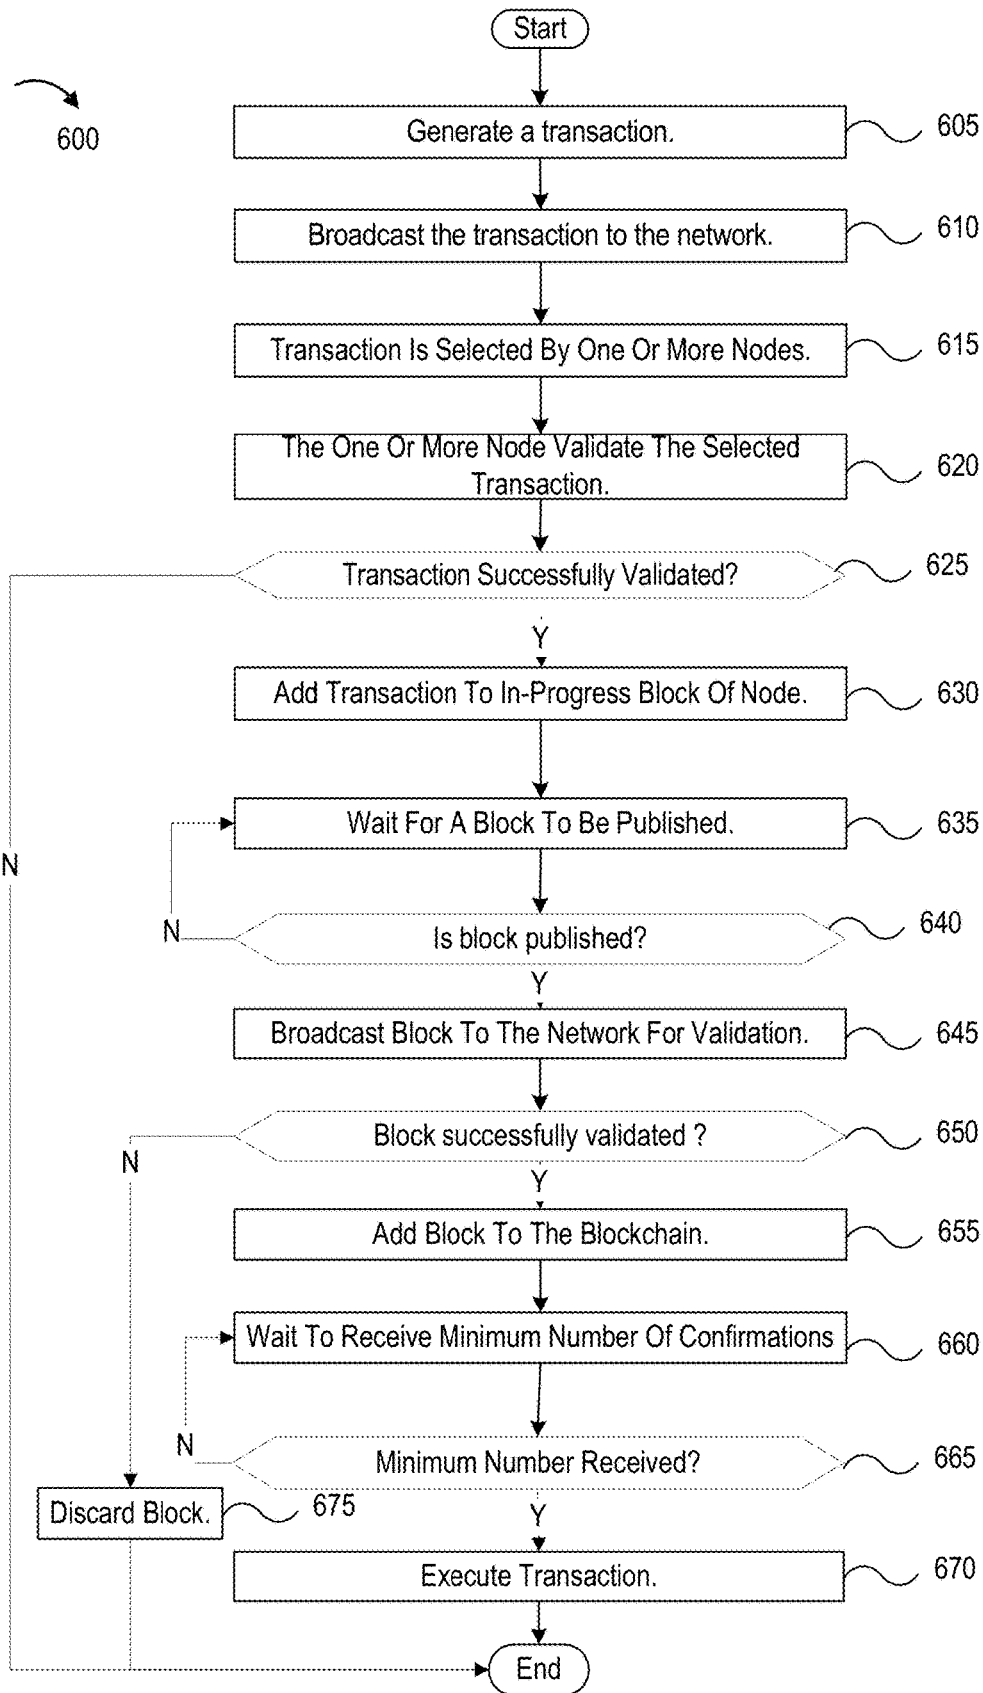 Start
600
Generate a transaction.
605
Broadcast the transaction to the network.
610
Transaction Is Selected By One Or More Nodes.
615
The One Or More Node Validate The Selected
Transaction.
620
Transaction Successfully Validated?
625
Y
Add Transaction To In-Progress Block Of Node.
630
Wait For A Block To Be Published.
635
N
N
Is block published?
640
Y
Broadcast Block To The Network For Validation.
645
Block successfully validated ?
650
N
Y
Add Block To The Blockchain.
655
Wait To Receive Minimum Number Of Confirmations
660
N
Minimum Number Received?
665
Discard Block.
675
Y
Execute Transaction.
670
End